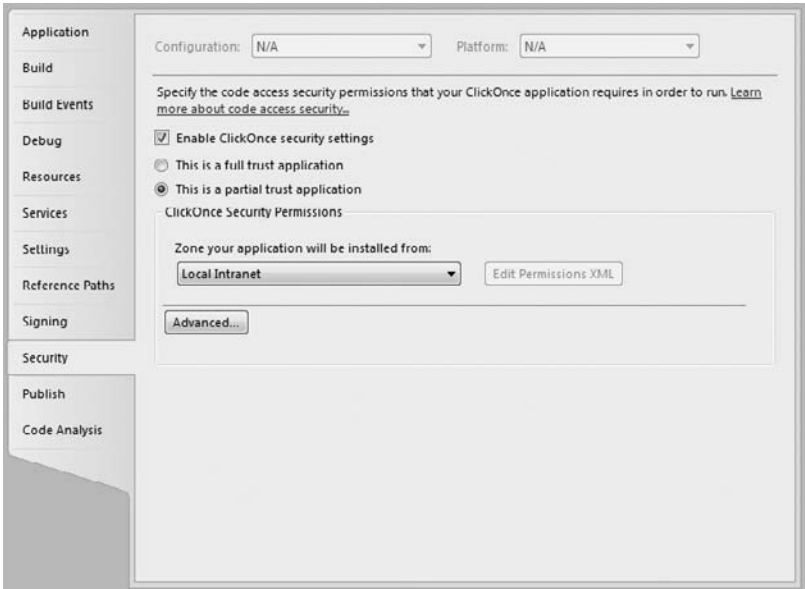 Application
Build
Build Events
Debug
Resources
Services
Settings
Reference Paths
Signing
Security
Publish
Code Analysis
Configuration: N/A Platform: N/A
Specify the code access security permissions that your ClickOnce application requires in order to run. Learn
more about code access security...
Enable ClickOnce security settings
This is a full trust application
This is a partial trust application
ClickOnce Security Permissions
Zone your application will be installed from:
Local Intranet Edit Permissions XML
Advanced...